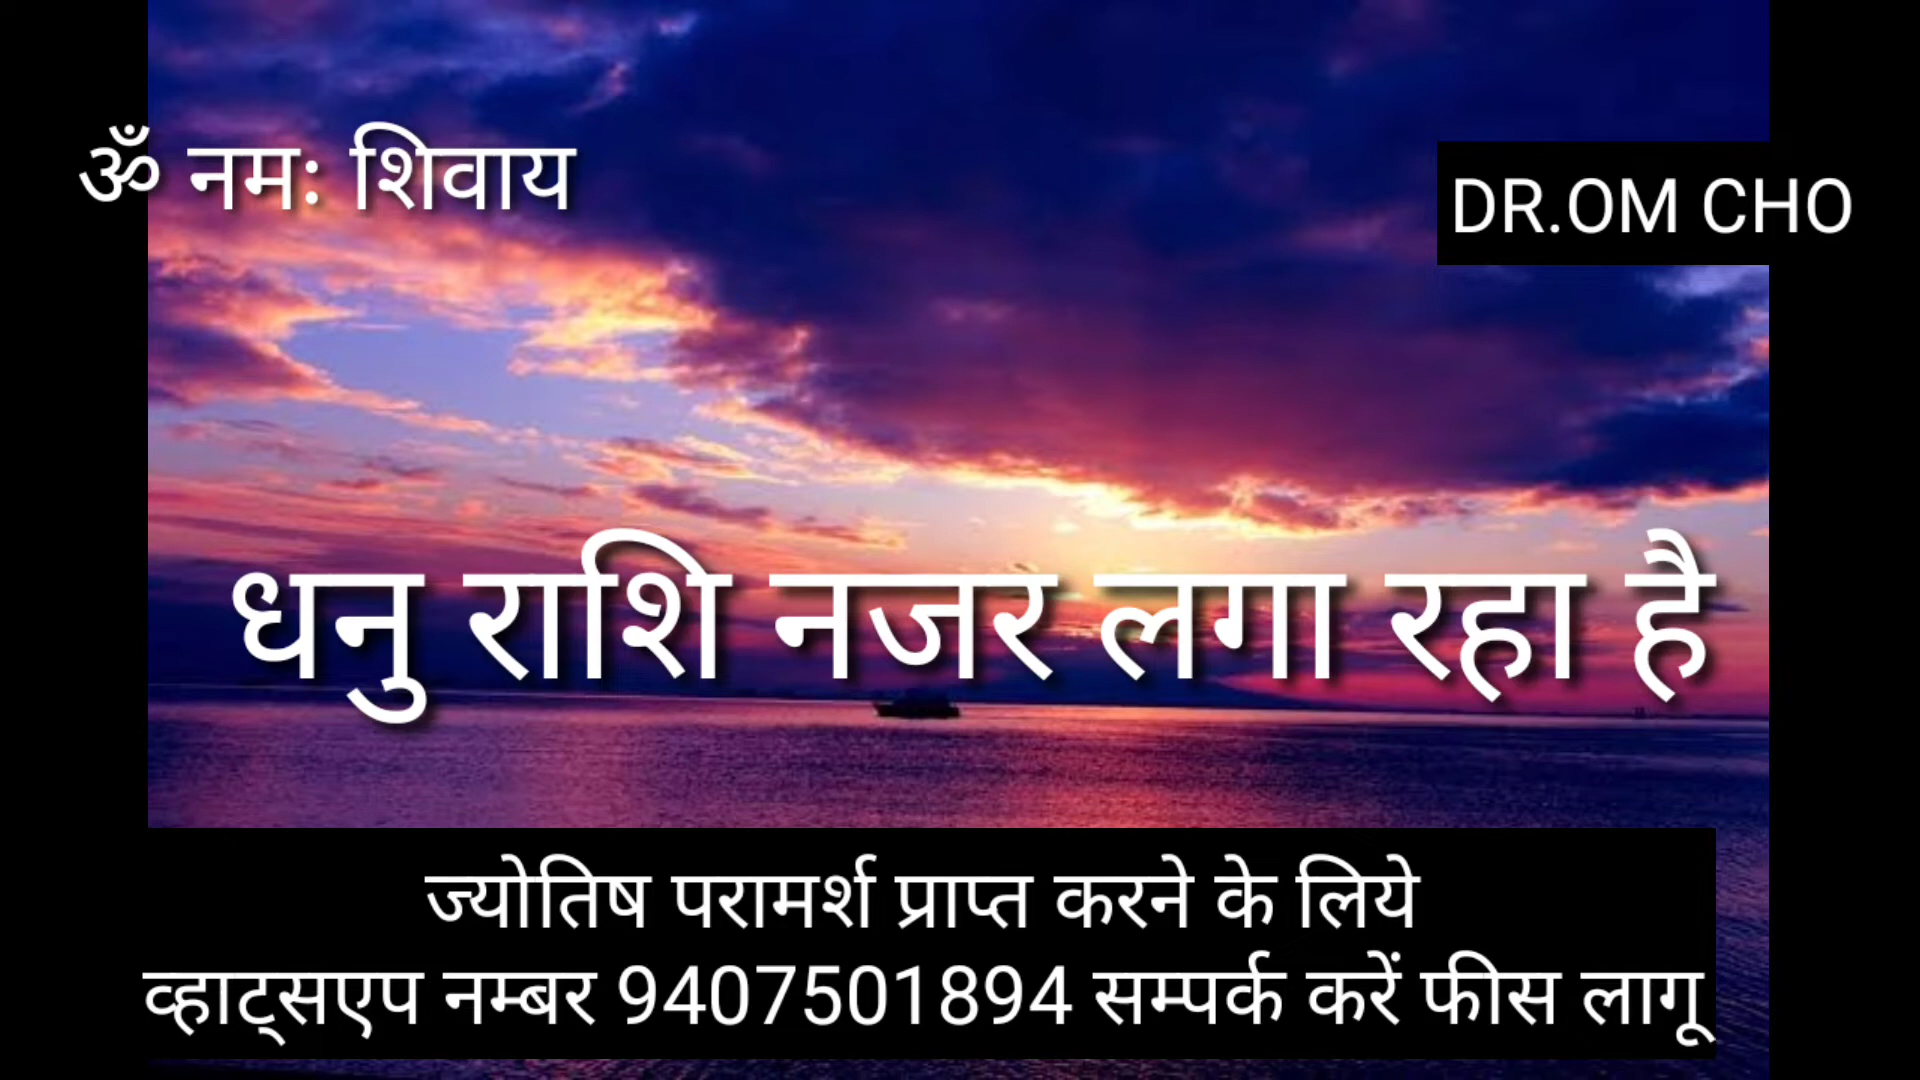 ॐ नमः शिवाय
DR.OM CHO
धनु राशि नजर लगा रहा है
ज्योतिष परामर्श प्राप्त करने के लिये
व्हाट्सएप नम्बर 9407501894 सम्पर्क करें फीस लागू